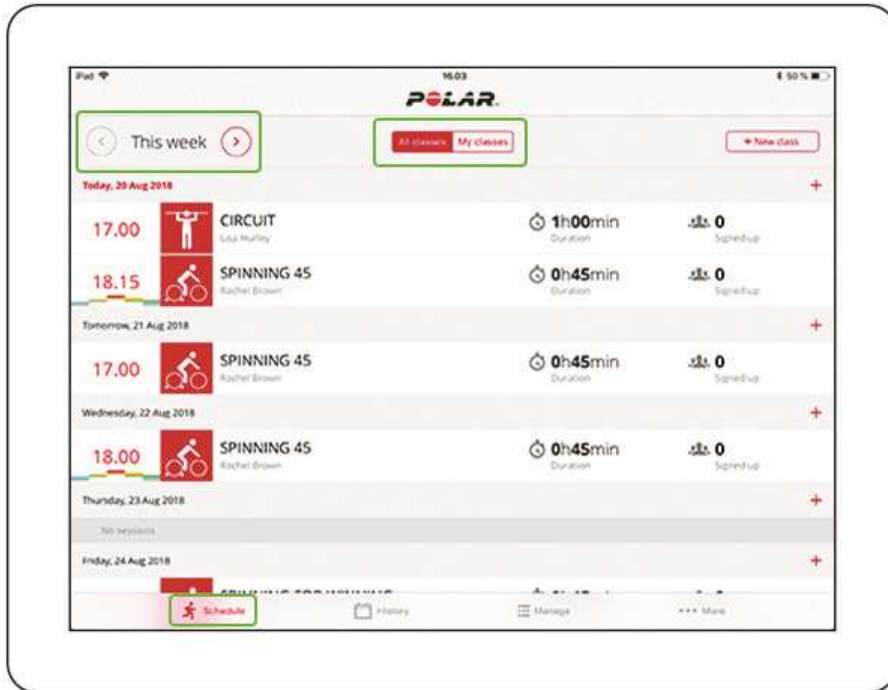 iPad 16.03 50 %
POLAR
This week All classes My classes + New class
Today, 20 Aug 2018 +
17.00 CIRCUIT 1h00min 0
Lisa Hurley Duration Signed up
18.15 SPINNING 45 0h45min 0
Rachel Brown Duration Signed up
Tomorrow, 21 Aug 2018 +
17.00 SPINNING 45 0h45min 0
Rachel Brown Duration Signed up
Wednesday, 22 Aug 2018 +
18.00 SPINNING 45 0h45min 0
Rachel Brown Duration Signed up
Thursday, 23 Aug 2018 +
No sessions
Friday, 24 Aug 2018 +
Schedule History Manage More